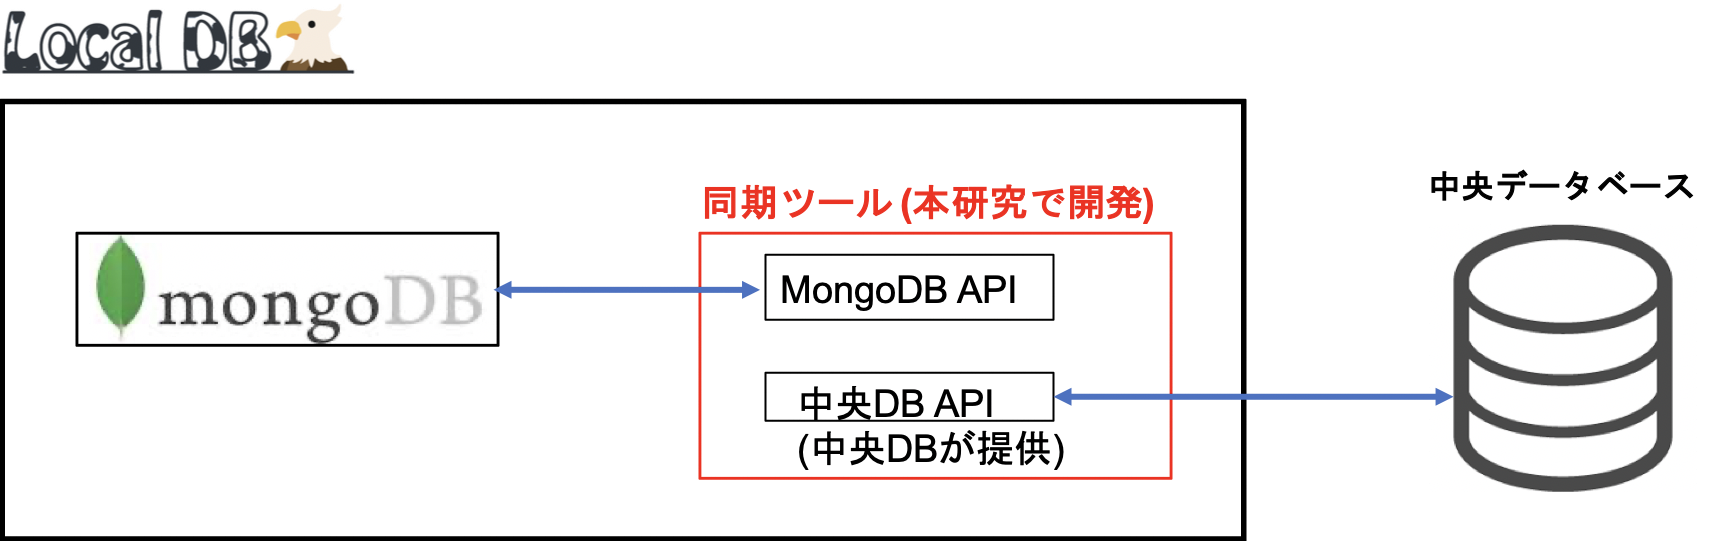 Local DB
同期ツール(本研究で開発)
中央データベース
mongoDB
MongoDB API
中央DB API
(中央DBが提供)